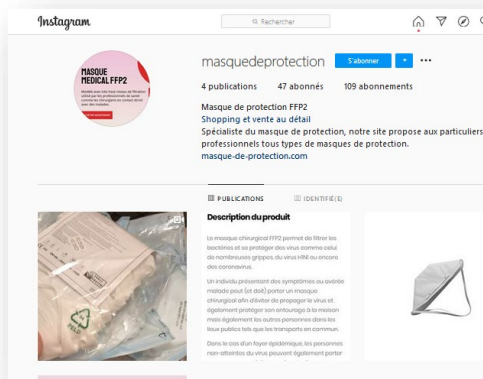 Instagram
Rechercher
MASQUE
MEDICAL FFP2
masquedeprotection S'abonner
4 publications 47 abonnés 109 abonnements
Masque de protection FFP2
Shopping et vente au détail
Spécialiste du masque de protection, notre site propose aux particuliers
professionnels tous types de masques de protection.
masque-de-protection.com
PUBLICATIONS IDENTIFIÉ(E)
Description du produit
Le masque chirurgical FFP2 permet de filtrer les
bactéries et se protéger des virus comme celui
de nombreuses grippes, du virus H1N1 ou encore
des coronavirus.
Un individu présentant des symptômes ou avérée
malade peut (et doit) porter un masque
chirurgical afin d'éviter de propager le virus et
également protéger son entourage à la maison
mais également les autres personnes dans les
lieux publics tels que les transports en commun.
Dans le cas d'un foyer épidémique, les personnes
non-atteintes du virus peuvent également porter